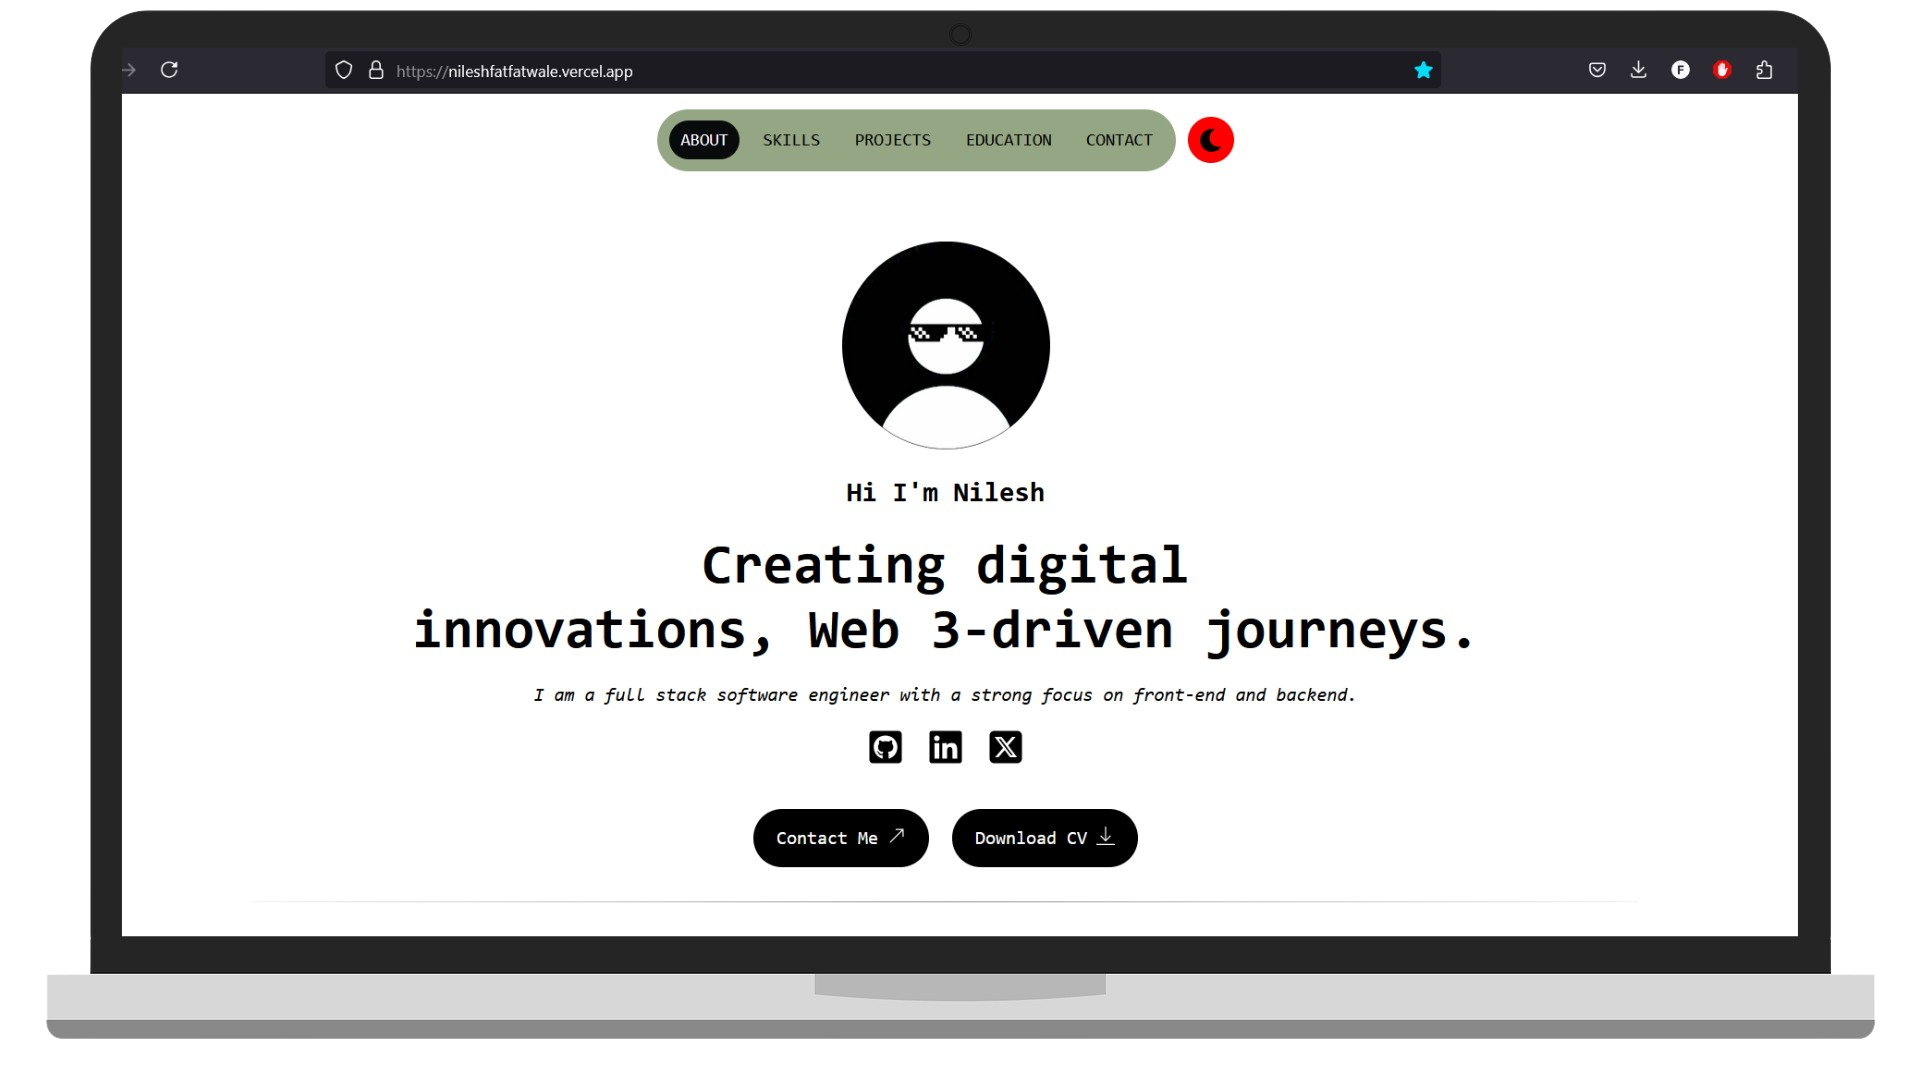 https://nileshfatfatwale.vercel.app
F
ABOUT SKILLS PROJECTS EDUCATION CONTACT
Hi I'm Nilesh
Creating digital
innovations, Web 3-driven journeys.
I am a full stack software engineer with a strong focus on front-end and backend.
in X
Contact Me Download CV